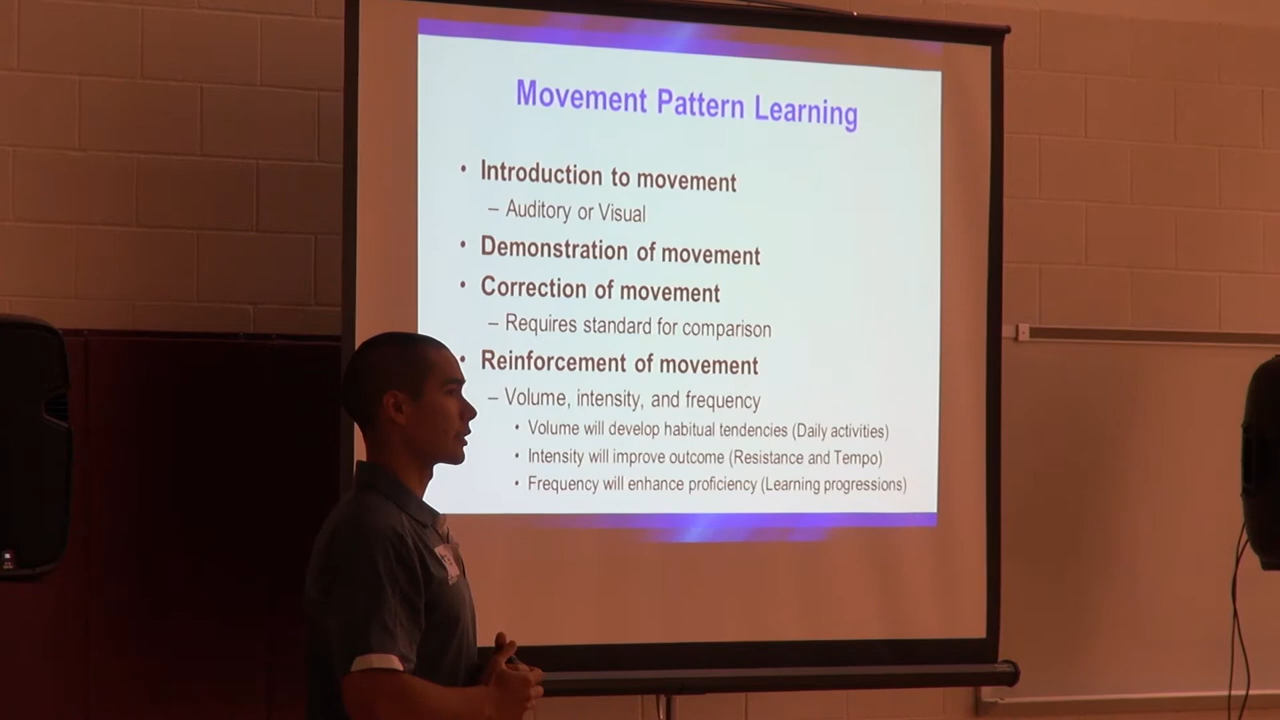 Movement Pattern Learning
• Introduction to movement
– Auditory or Visual
• Demonstration of movement
• Correction of movement
– Requires standard for comparison
• Reinforcement of movement
– Volume, intensity, and frequency
• Volume will develop habitual tendencies (Daily activities)
• Intensity will improve outcome (Resistance and Tempo)
• Frequency will enhance proficiency (Learning progressions)